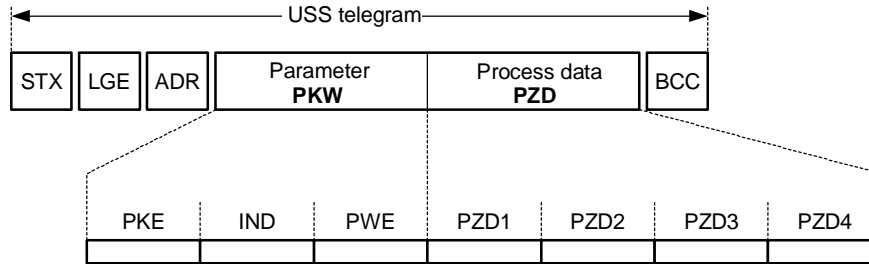 USS telegram
STX LGE ADR Parameter PKW Process data PZD BCC
PKE IND PWE PZD1 PZD2 PZD3 PZD4